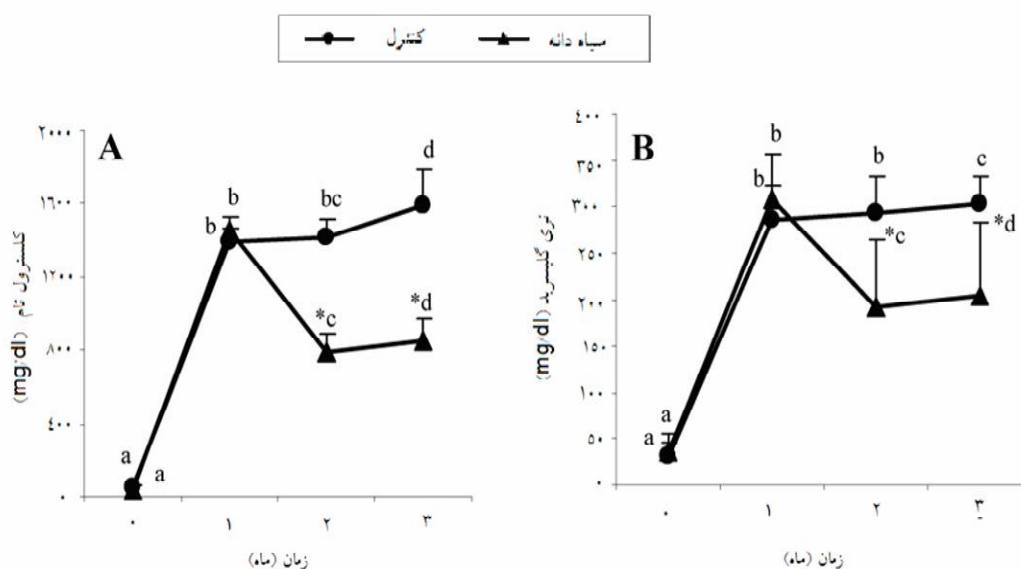 کنترل
سیاه دانه
A
کلسترول تام (mg/dl)
۲۰۰۰
۱۶۰۰
۱۲۰۰
۸۰۰
۴۰۰
۰
a
a
b
b
bc
d
*c
*d
۰ ۱ ۲ ۳
زمان (ماه)
B
تری گلیسرید (mg/dl)
٤۰۰
۳۵۰
۳۰۰
۲۵۰
۲۰۰
۱۵۰
۱۰۰
۵۰
۰
a
a
b
b
b
c
*c
*d
۰ ۱ ۲ ۳
زمان (ماه)